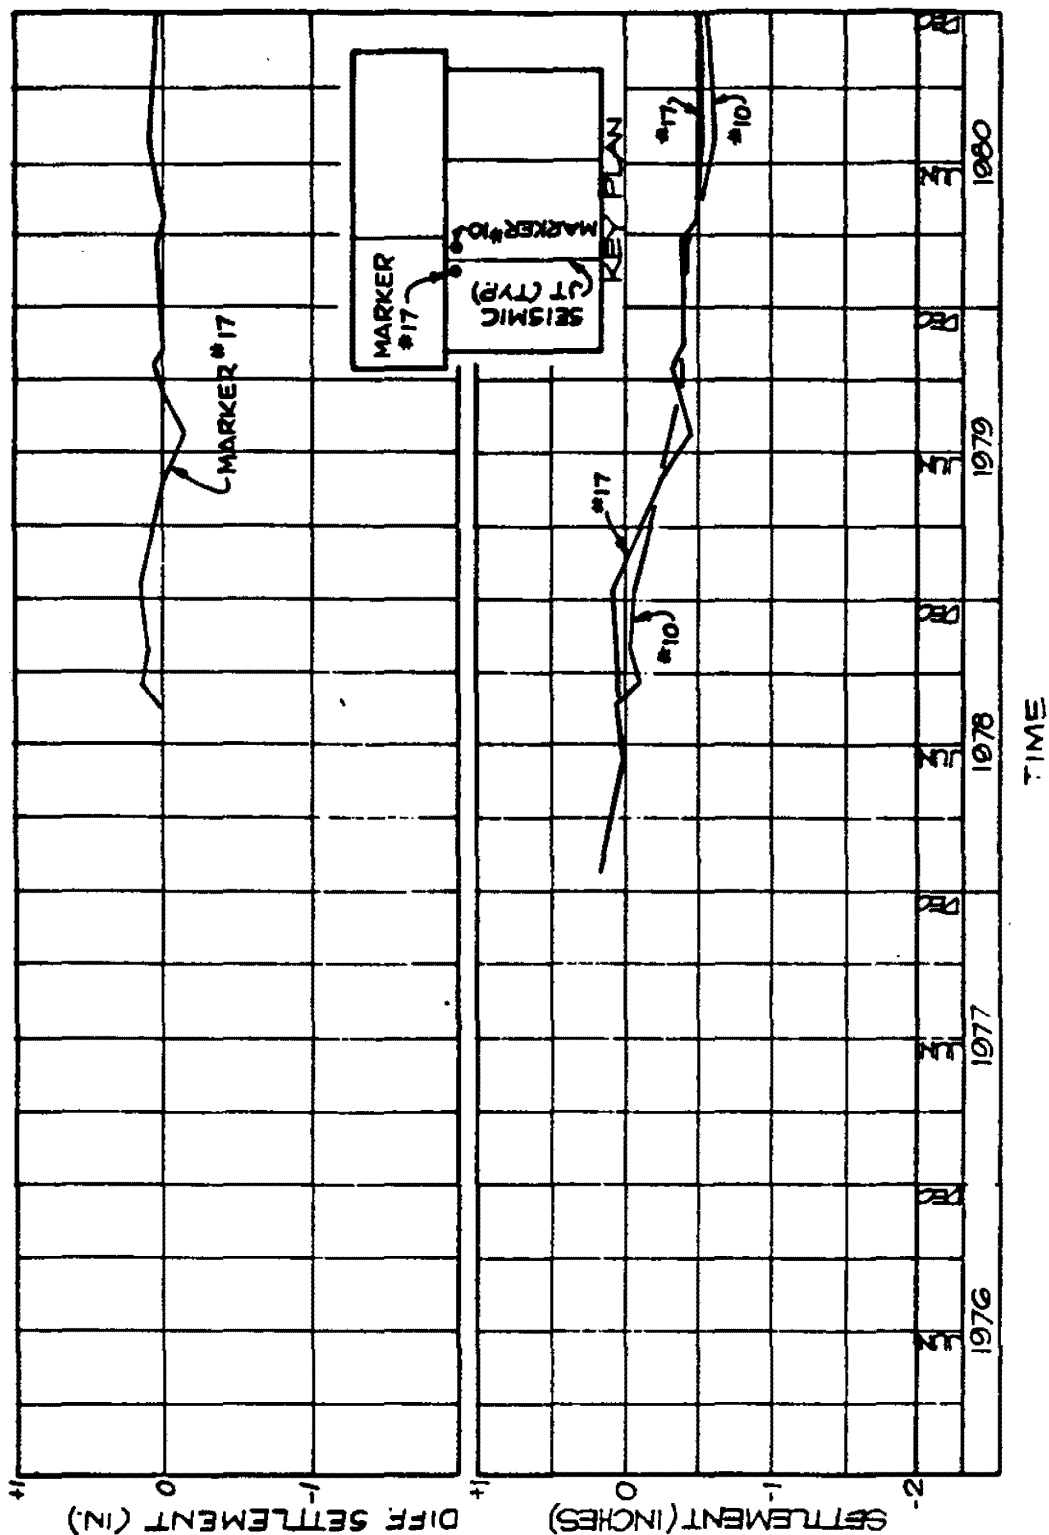 DIFF. SETTLEMENT (IN.)
+1
0
-1
MARKER #17
SETTLEMENT (INCHES)
+1
0
-1
-2
#17
#10
#17
#10
MARKER
#17
MARKER #10
SEISMIC
JT (TYP.)
KEY PLAN
JUN
DEC
JUN
DEC
JUN
DEC
JUN
DEC
JUN
DEC
1976
1977
1978
1979
1980
TIME